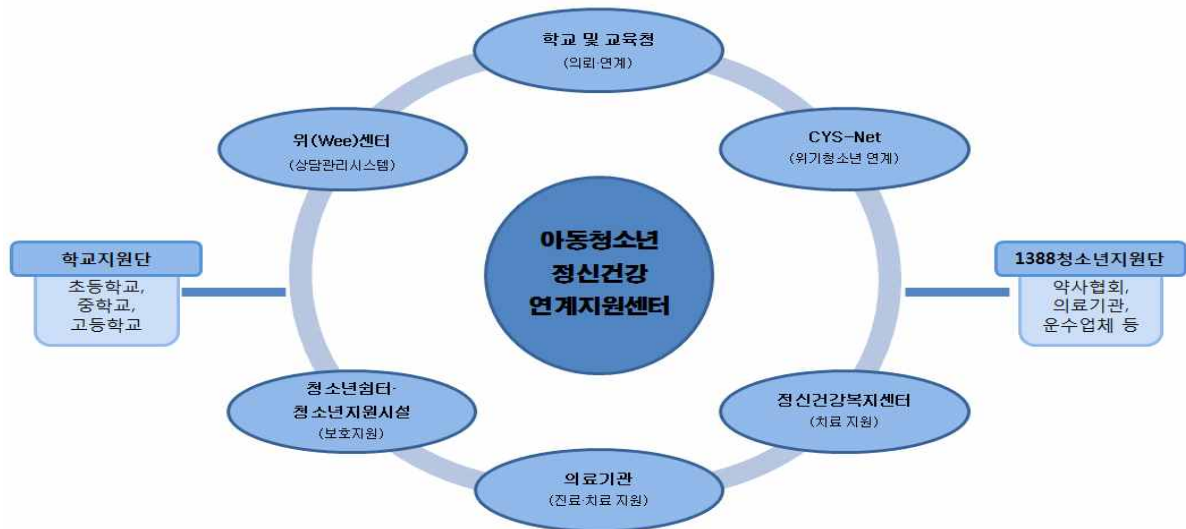 학교 및 교육청
(의뢰·연계)
위(Wee)센터
(상담관리시스템)
CYS-Net
(위기청소년 연계)
아동청소년
정신건강
연계지원센터
학교지원단
초등학교,
중학교,
고등학교
1388청소년지원단
약사협회,
의료기관,
운수업체 등
청소년쉼터·
청소년지원시설
(보호지원)
정신건강복지센터
(치료 지원)
의료기관
(진료·치료 지원)